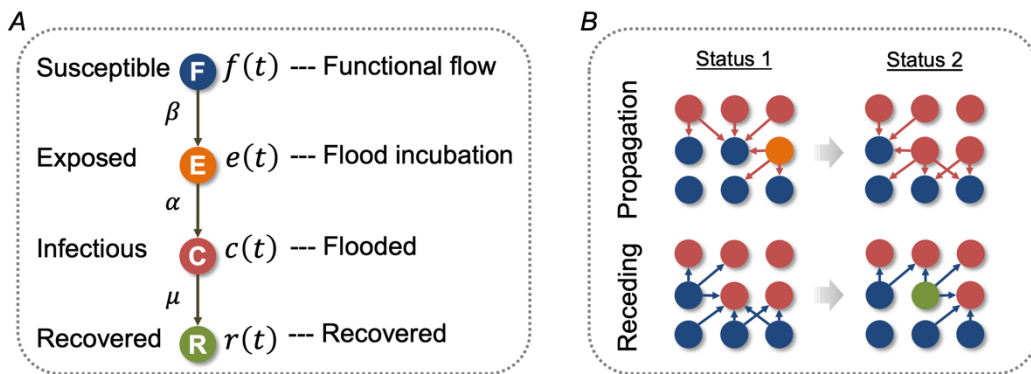 A
Susceptible F f(t) --- Functional flow
β
Exposed E e(t) --- Flood incubation
α
Infectious C c(t) --- Flooded
μ
Recovered R r(t) --- Recovered
B
Status 1 Status 2
Propagation
Receding